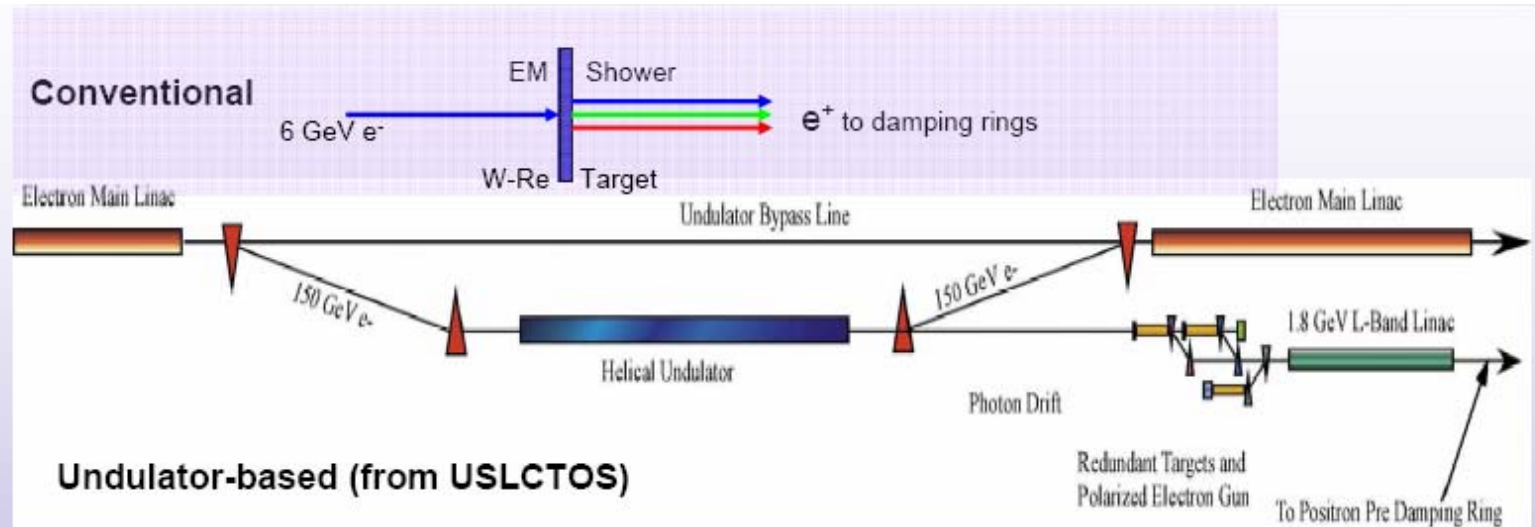 Conventional
EM Shower
6 GeV e-
e+ to damping rings
W-Re Target
Electron Main Linac
Undulator Bypass Line
Electron Main Linac
150 GeV e-
150 GeV e-
Helical Undulator
1.8 GeV L-Band Linac
Photon Drift
Redundant Targets and
Polarized Electron Gun
To Positron Pre Damping Ring
Undulator-based (from USLCTOS)